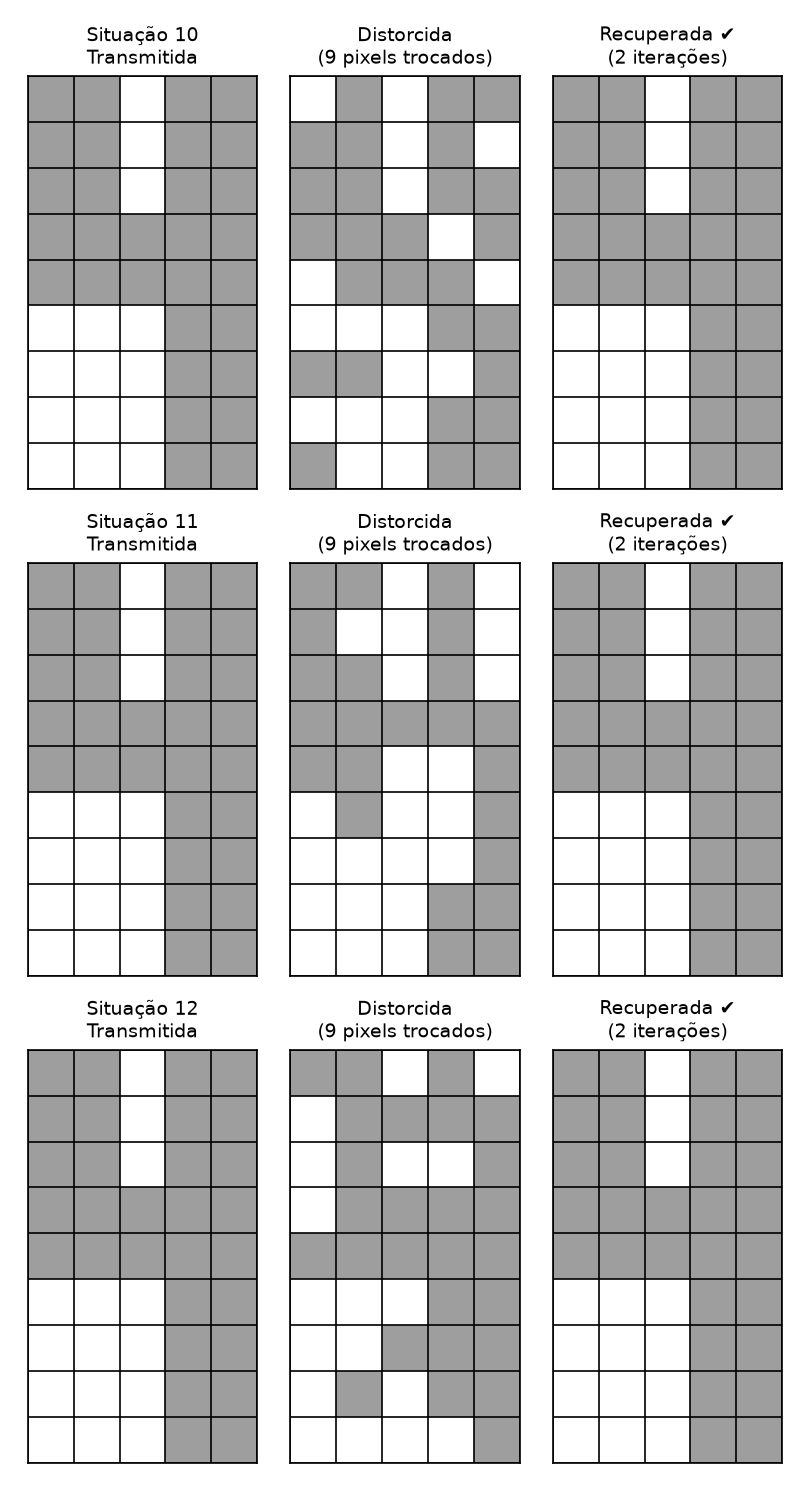 Situação 10
Transmitida
Distorcida
(9 pixels trocados)
Recuperada ✔
(2 iterações)
Situação 11
Transmitida
Distorcida
(9 pixels trocados)
Recuperada ✔
(2 iterações)
Situação 12
Transmitida
Distorcida
(9 pixels trocados)
Recuperada ✔
(2 iterações)